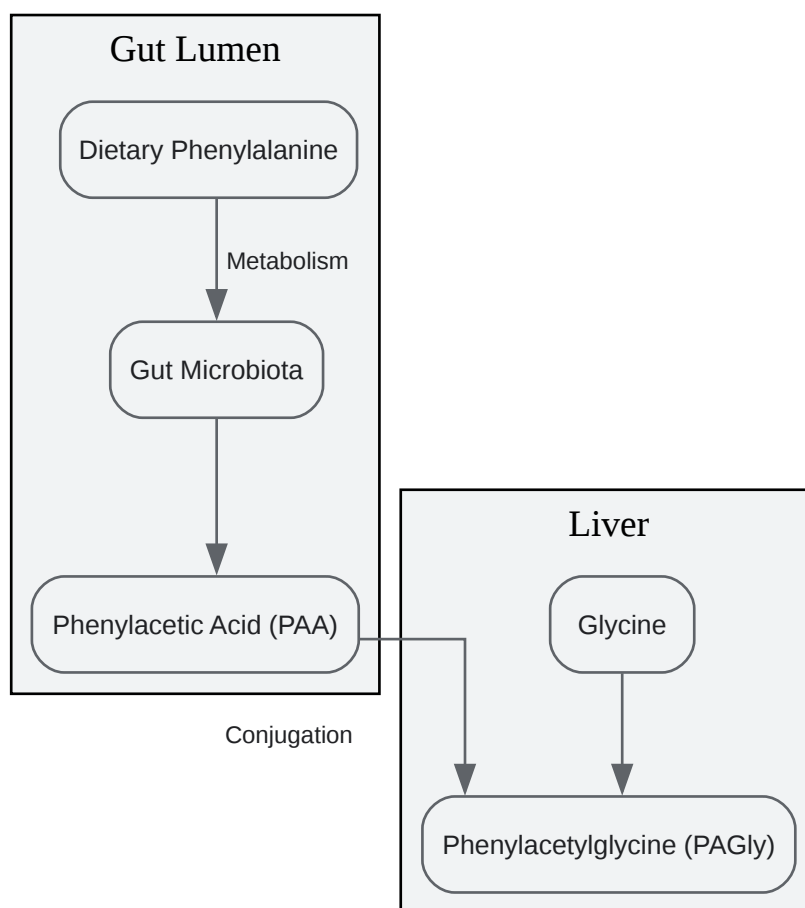 Gut Lumen
Dietary Phenylalanine
Metabolism
Gut Microbiota
Phenylacetic Acid (PAA)
Conjugation
Liver
Glycine
Phenylacetylglycine (PAGly)